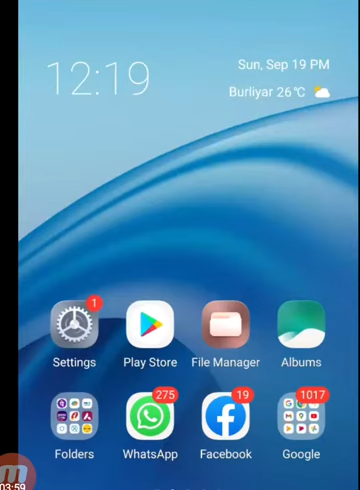 12:19
Sun, Sep 19 PM
Burliyar 26°C
1
Settings
Play Store
File Manager
Albums
275
19
1017
Folders
WhatsApp
Facebook
Google
03:59